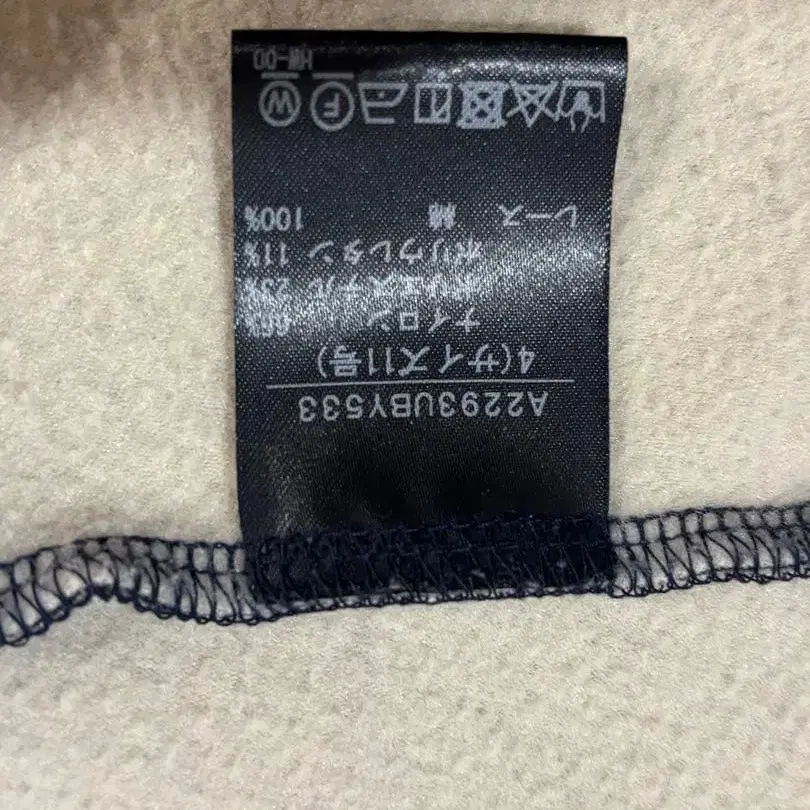 A2293UBY533
4(サイズ11号)
ナイロン 66%
ポリエステル 23%
ポリウレタン 11%
レース 綿 100%
F W
HW-00